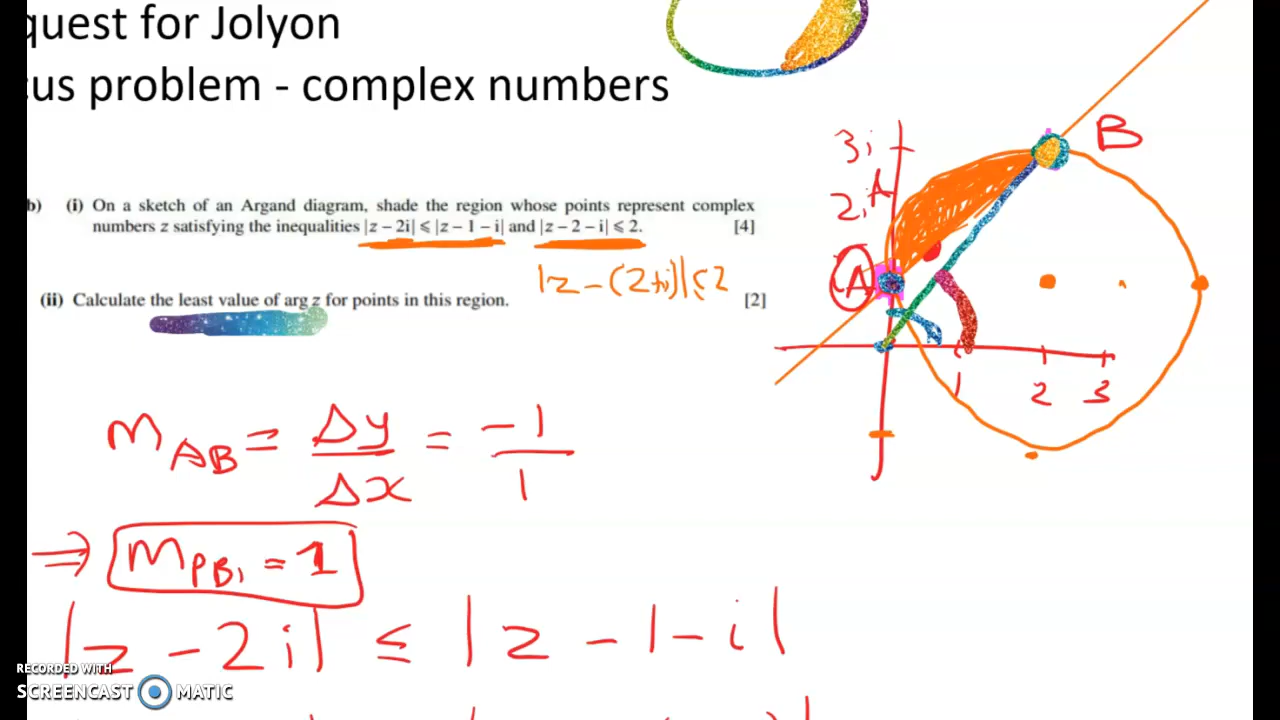 quest for Jolyon
cus problem - complex numbers
b) (i) On a sketch of an Argand diagram, shade the region whose points represent complex
numbers z satisfying the inequalities |z − 2i| ⩽ |z − 1 − i| and |z − 2 − i| ⩽ 2. [4]
|z - (2+i)| ≤ 2
(ii) Calculate the least value of arg z for points in this region. [2]
3i
2i
A
A
B
1 2 3
m AB = Δy/Δx = -1/1
⇒ m PB1 = 1
|z - 2i| ≤ |z - 1 - i|
RECORDED WITH
SCREENCAST MATIC